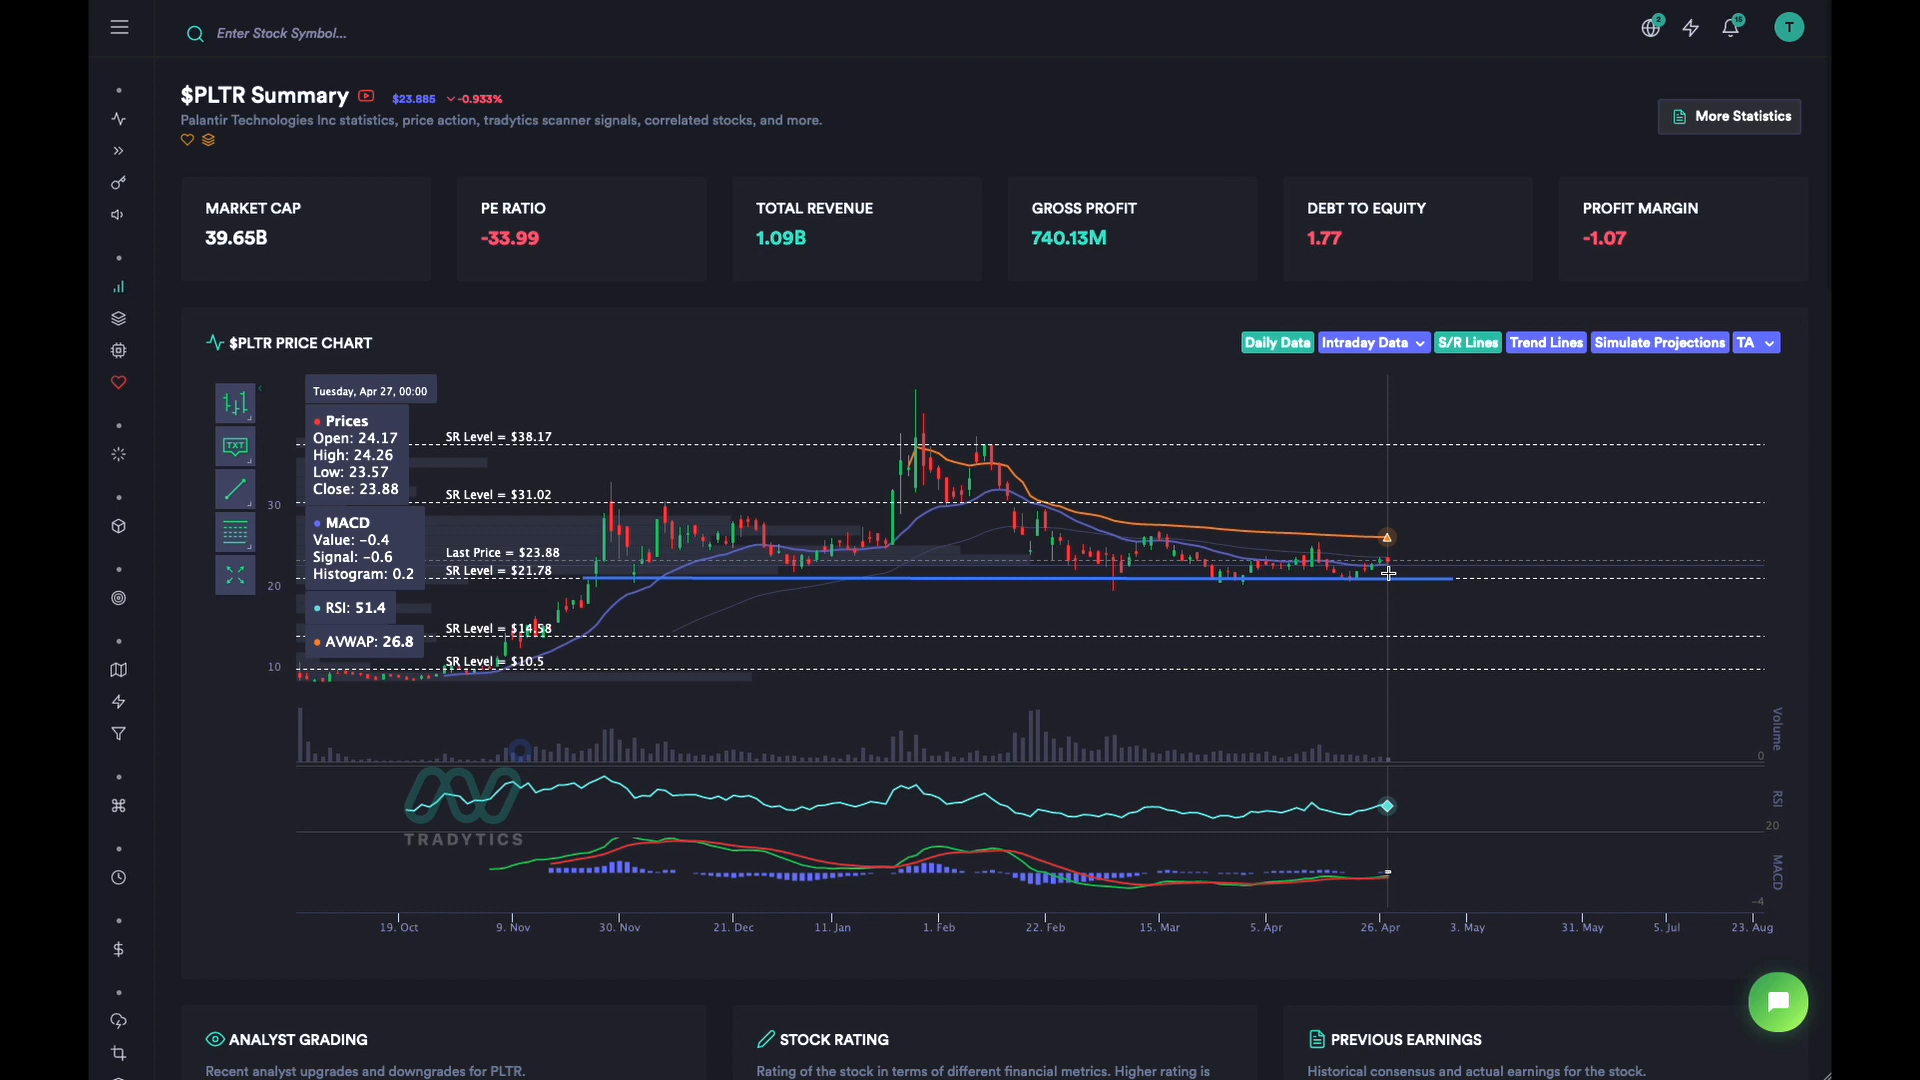 Enter Stock Symbol...
2
16
T
$PLTR Summary
$23.885
-0.933%
Palantir Technologies Inc statistics, price action, tradytics scanner signals, correlated stocks, and more.
More Statistics
MARKET CAP
39.65B
PE RATIO
-33.99
TOTAL REVENUE
1.09B
GROSS PROFIT
740.13M
DEBT TO EQUITY
1.77
PROFIT MARGIN
-1.07
$PLTR PRICE CHART
Daily Data
Intraday Data
S/R Lines
Trend Lines
Simulate Projections
TA
TXT
Tuesday, Apr 27, 00:00
Prices
Open: 24.17
High: 24.26
Low: 23.57
Close: 23.88
MACD
Value: -0.4
Signal: -0.6
Histogram: 0.2
RSI: 51.4
AVWAP: 26.8
SR Level = $38.17
SR Level = $31.02
Last Price = $23.88
SR Level = $21.78
SR Level = $14.58
SR Level = $10.5
30
20
10
Volume
0
RSI
20
MACD
-4
TRADYTICS
19. Oct
9. Nov
30. Nov
21. Dec
11. Jan
1. Feb
22. Feb
15. Mar
5. Apr
26. Apr
3. May
31. May
5. Jul
23. Aug
ANALYST GRADING
Recent analyst upgrades and downgrades for PLTR.
STOCK RATING
Rating of the stock in terms of different financial metrics. Higher rating is
PREVIOUS EARNINGS
Historical consensus and actual earnings for the stock.